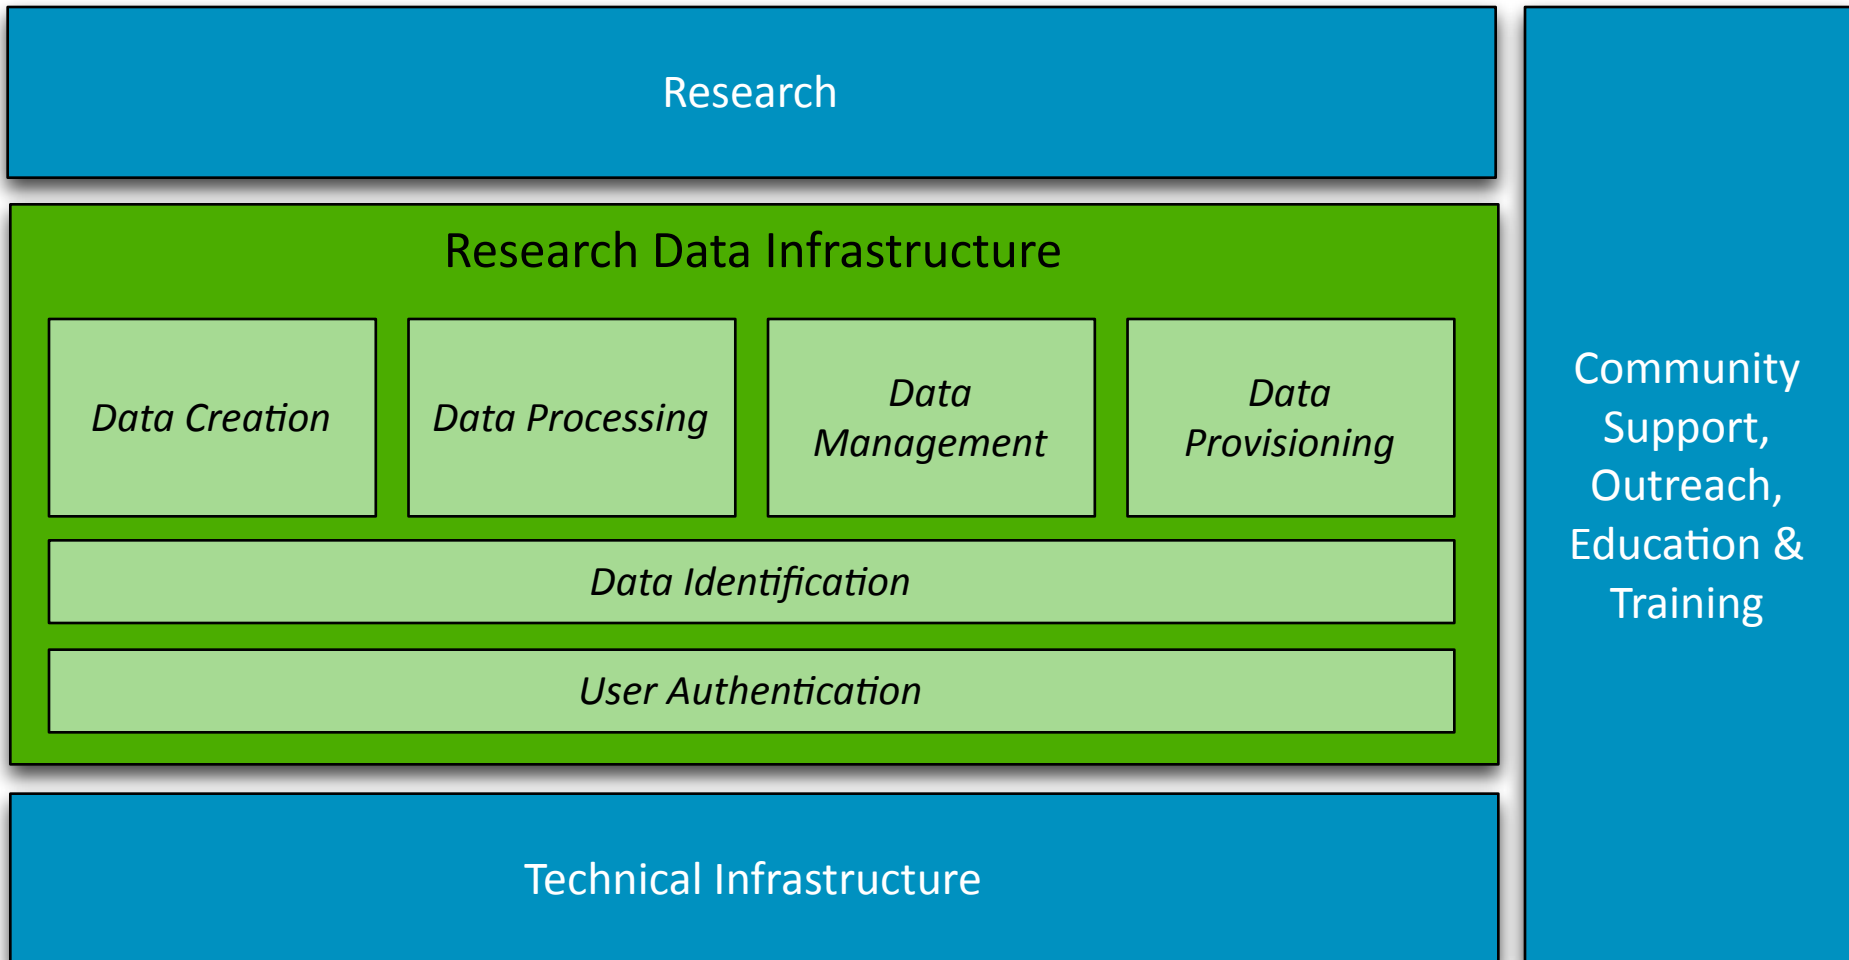 Research
Research Data Infrastructure
Data Creation
Data Processing
Data
Management
Data
Provisioning
Data Identification
User Authentication
Technical Infrastructure
Community
Support,
Outreach,
Education &
Training